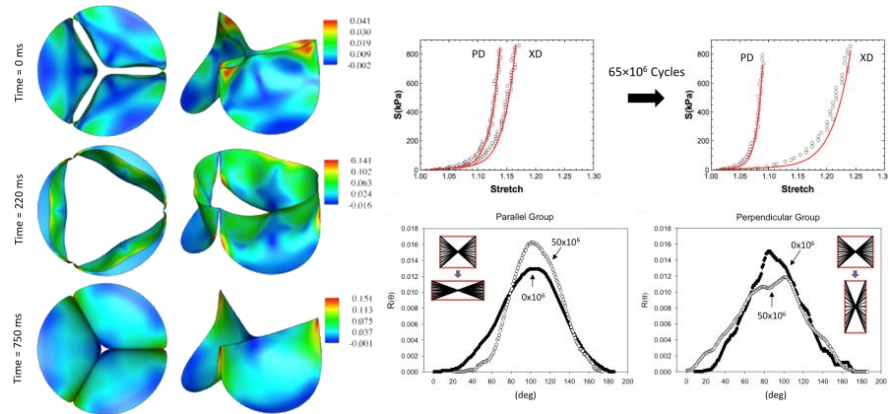 Time = 0 ms
0.041
0.030
0.019
0.009
-0.002
Time = 220 ms
0.141
0.102
0.063
0.024
-0.016
Time = 750 ms
0.151
0.113
0.075
0.037
-0.001
S(kPa)
800
600
400
200
0
PD
XD
1.00 1.05 1.10 1.15 1.20 1.25 1.30
Stretch
65×10⁶ Cycles
S(kPa)
800
600
400
200
0
PD
XD
1.00 1.05 1.10 1.15 1.20 1.25 1.30
Stretch
Parallel Group
R(θ)
0.018
0.016
0.014
0.012
0.010
0.008
0.006
0.004
0.002
0.000
50x10⁶
0x10⁶
0 20 40 60 80 100 120 140 160 180 200
(deg)
Perpendicular Group
R(θ)
0.018
0.016
0.014
0.012
0.010
0.008
0.006
0.004
0.002
0.000
0x10⁶
50x10⁶
0 20 40 60 80 100 120 140 160 180 200
(deg)